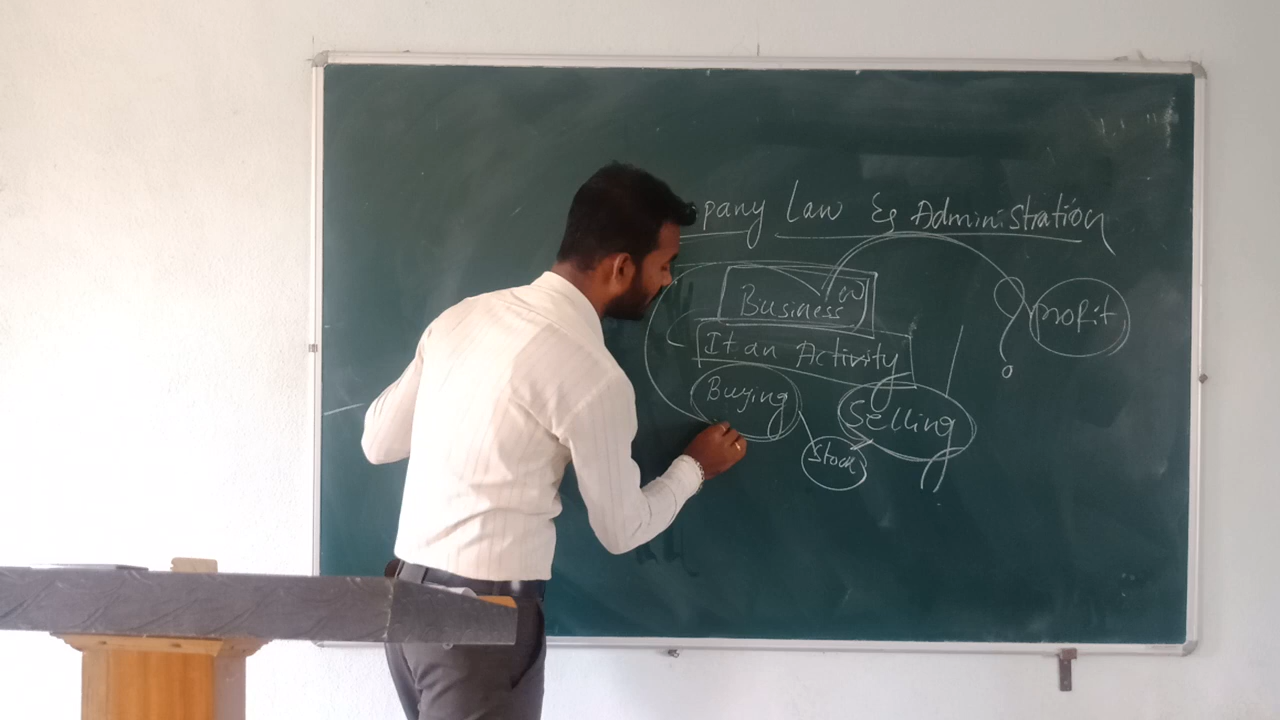 pany Law & Administration
Business
Profit
It an Activity
Buying
Selling
Stock